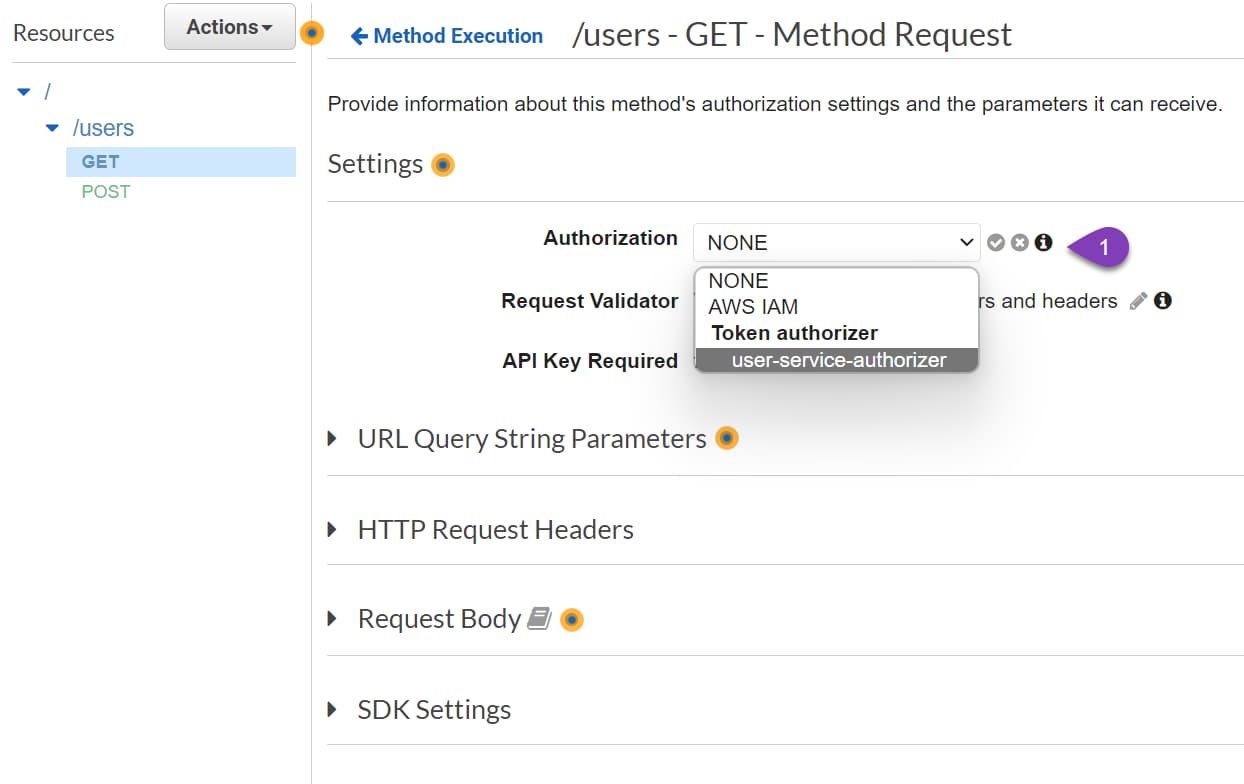 Resources
Actions
Method Execution
/users - GET - Method Request
/
/users
GET
POST
Provide information about this method's authorization settings and the parameters it can receive.
Settings
Authorization
NONE
1
NONE
AWS IAM
Token authorizer
user-service-authorizer
Request Validator
and headers
API Key Required
URL Query String Parameters
HTTP Request Headers
Request Body
SDK Settings